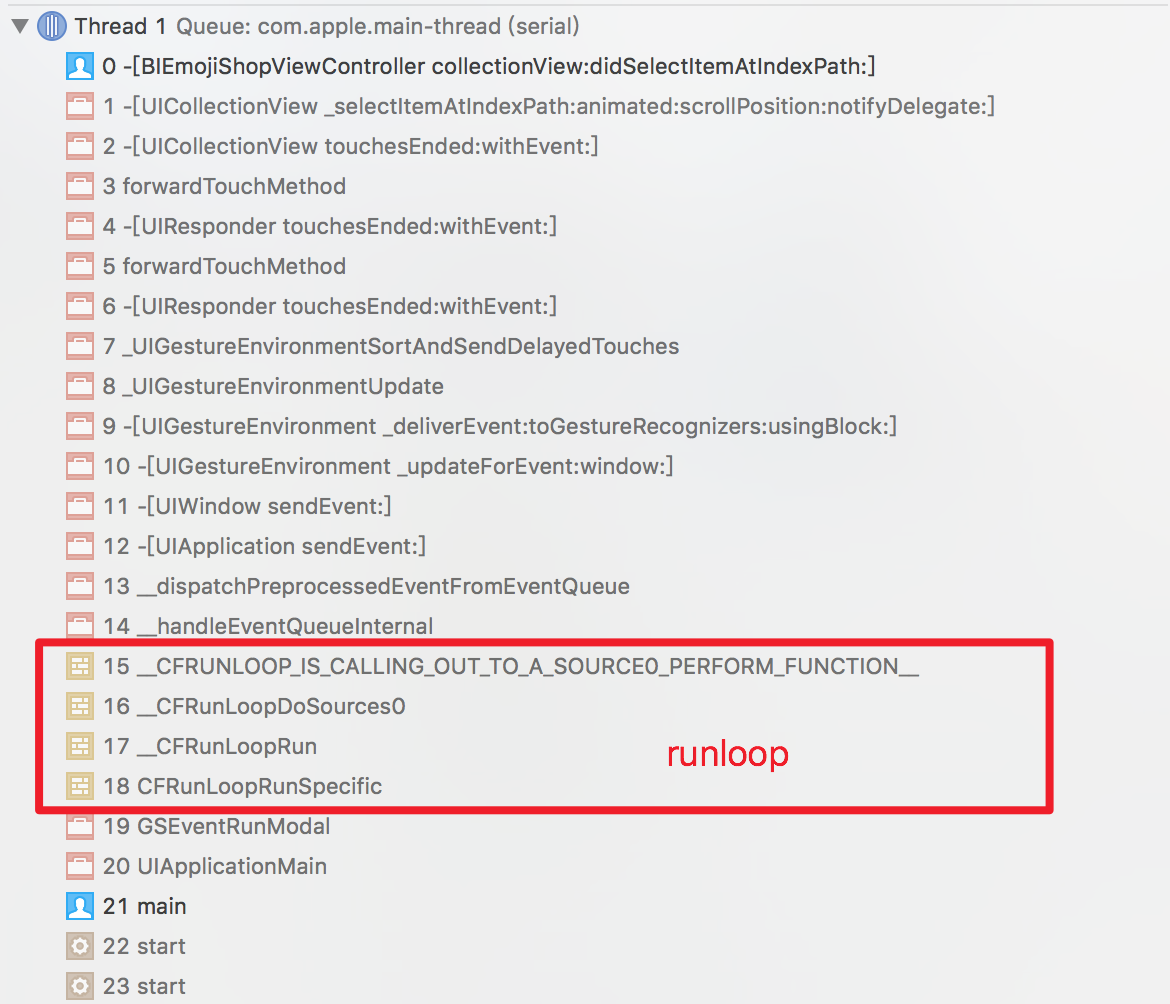 Thread 1 Queue: com.apple.main-thread (serial)
0 -[BIEmojiShopViewController collectionView:didSelectItemAtIndexPath:]
1 -[UICollectionView _selectItemAtIndexPath:animated:scrollPosition:notifyDelegate:]
2 -[UICollectionView touchesEnded:withEvent:]
3 forwardTouchMethod
4 -[UIResponder touchesEnded:withEvent:]
5 forwardTouchMethod
6 -[UIResponder touchesEnded:withEvent:]
7 _UIGestureEnvironmentSortAndSendDelayedTouches
8 _UIGestureEnvironmentUpdate
9 -[UIGestureEnvironment _deliverEvent:toGestureRecognizers:usingBlock:]
10 -[UIGestureEnvironment _updateForEvent:window:]
11 -[UIWindow sendEvent:]
12 -[UIApplication sendEvent:]
13 __dispatchPreprocessedEventFromEventQueue
14 __handleEventQueueInternal
15 __CFRUNLOOP_IS_CALLING_OUT_TO_A_SOURCE0_PERFORM_FUNCTION__
16 __CFRunLoopDoSources0
17 __CFRunLoopRun
runloop
18 CFRunLoopRunSpecific
19 GSEventRunModal
20 UIApplicationMain
21 main
22 start
23 start